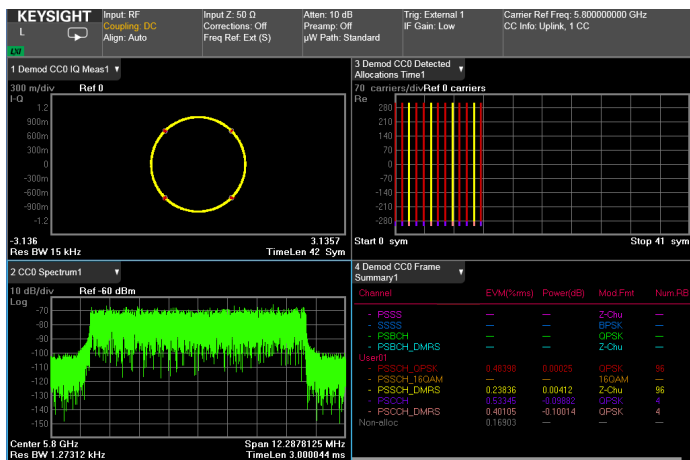 KEYSIGHT Input: RF Input Z: 50 Ω Atten: 10 dB Trig: External 1 Carrier Ref Freq: 5.800000000 GHz
L Coupling: DC Corrections: Off Preamp: Off IF Gain: Low CC Info: Uplink, 1 CC
Align: Auto Freq Ref: Ext (S) µW Path: Standard
LXI
1 Demod CC0 IQ Meas1 ▼
300 m/div Ref 0
I-Q
1.2
900m
600m
300m
0
-300m
-600m
-900m
-1.2
-3.136 3.1357
Res BW 15 kHz TimeLen 42 Sym
3 Demod CC0 Detected ▼
Allocations Time1
70 carriers/div Ref 0 carriers
Re
280
210
140
70
0
-70
-140
-210
-280
Start 0 sym Stop 41 sym
2 CC0 Spectrum1 ▼
10 dB/div Ref -60 dBm
Log
-70
-80
-90
-100
-110
-120
-130
-140
-150
Center 5.8 GHz Span 12.2878125 MHz
Res BW 1.27312 kHz TimeLen 3.000044 ms
4 Demod CC0 Frame ▼
Summary1
Channel EVM(%rms) Power(dB) Mod Fmt Num RB
- PSSS — — Z-Chu —
- SSSS — — BPSK —
- PSBCH — — QPSK —
- PSBCH_DMRS — — Z-Chu —
User01
- PSSCH_QPSK 0.48390 0.00025 QPSK 96
- PSSCH_16QAM — — 16QAM —
- PSSCH_DMRS 0.23836 0.00412 Z-Chu 96
- PSCCH 0.53345 -0.09682 QPSK 4
- PSCCH_DMRS 0.40105 -0.10014 QPSK 4
Non-alloc 0.16903 — — —